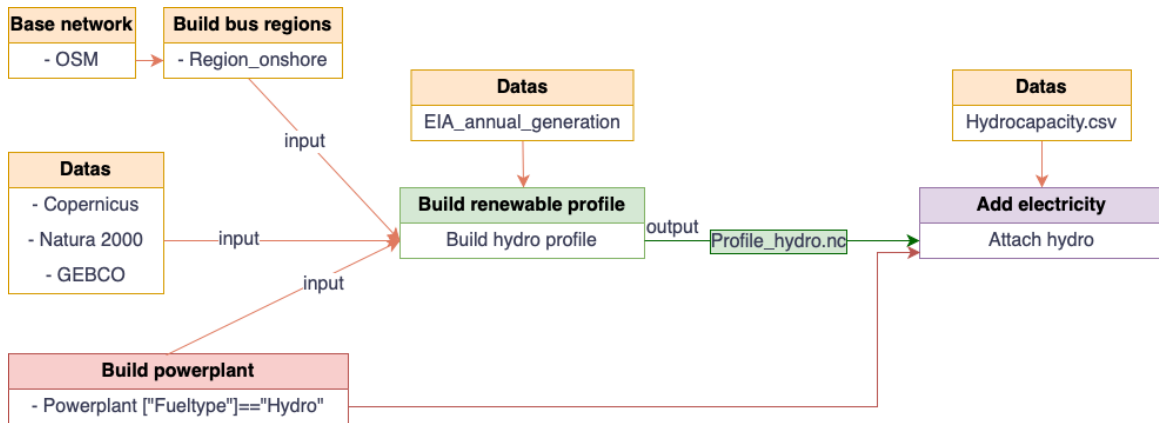 Base network
- OSM
Build bus regions
- Region_onshore
input
Datas
- Copernicus
- Natura 2000
- GEBCO
input
input
Datas
EIA_annual_generation
Build renewable profile
Build hydro profile
output
Profile_hydro.nc
Datas
Hydrocapacity.csv
Add electricity
Attach hydro
Build powerplant
- Powerplant ["Fueltype"]=="Hydro"